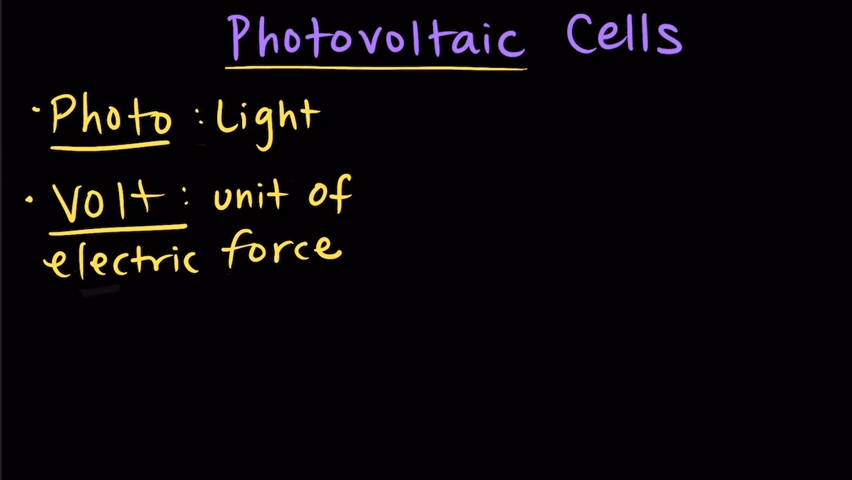 Photovoltaic Cells
· Photo : Light
· Volt : unit of
electric force